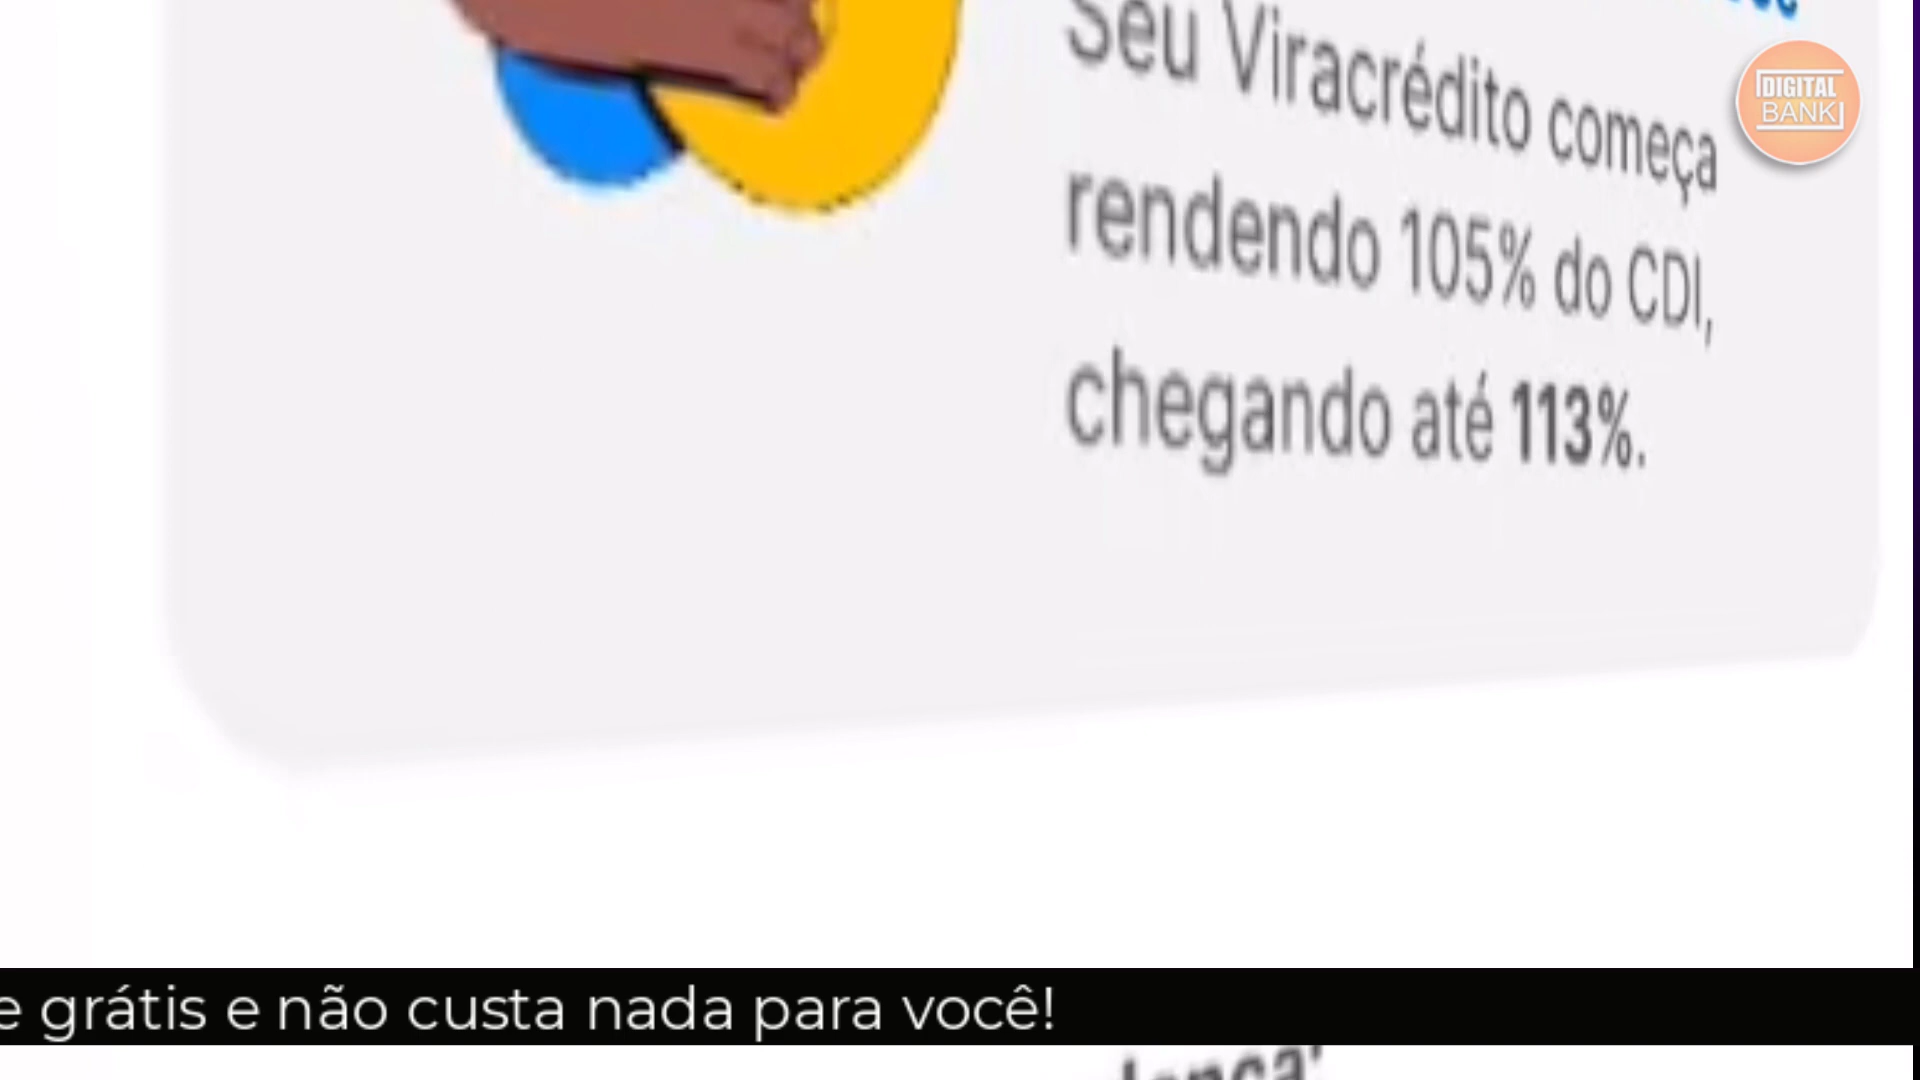 Seu Viracrédito começa
rendendo 105% do CDI,
chegando até 113%.
DIGITAL
BANK
e grátis e não custa nada para você!